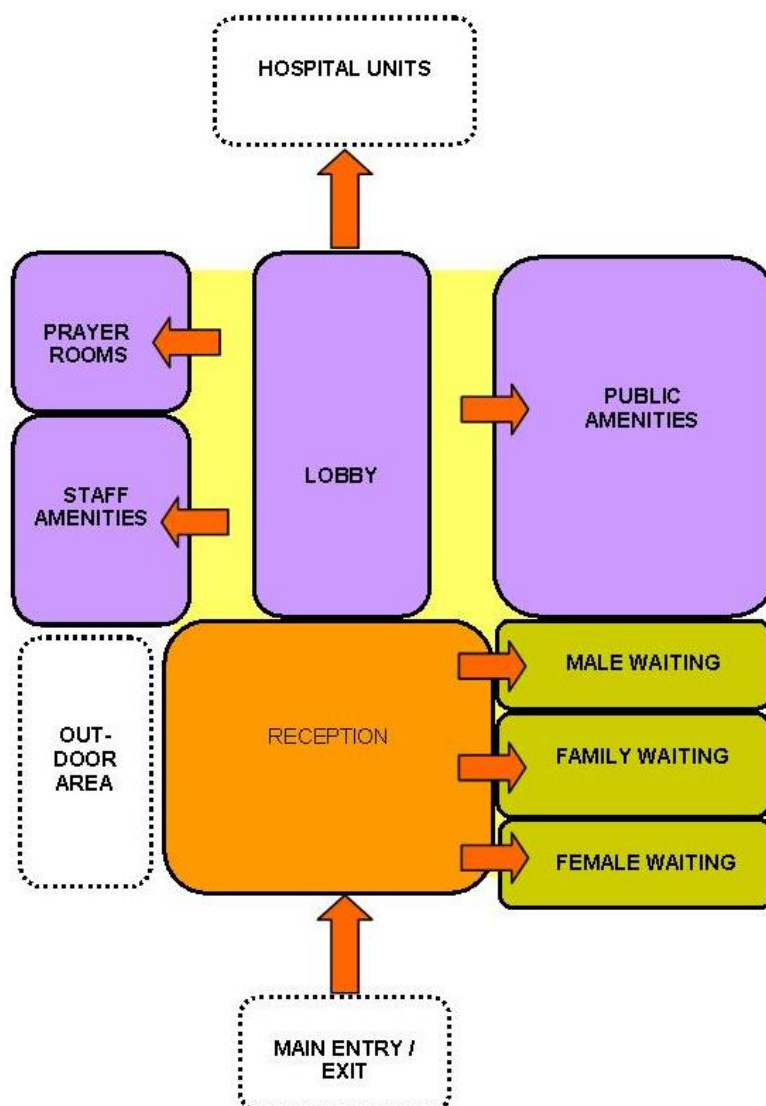 HOSPITAL UNITS
PRAYER
ROOMS
PUBLIC
AMENITIES
LOBBY
STAFF
AMENITIES
MALE WAITING
OUT-
DOOR
AREA
RECEPTION
FAMILY WAITING
FEMALE WAITING
MAIN ENTRY /
EXIT